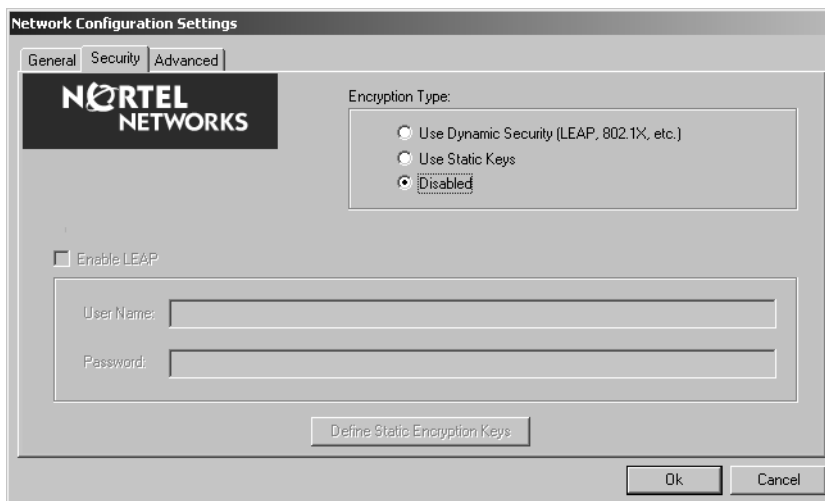 Network Configuration Settings
General Security Advanced
NORTEL
NETWORKS
Encryption Type:
Use Dynamic Security (LEAP, 802.1X, etc.)
Use Static Keys
Disabled
Enable LEAP
User Name:
Password:
Define Static Encryption Keys
Ok Cancel